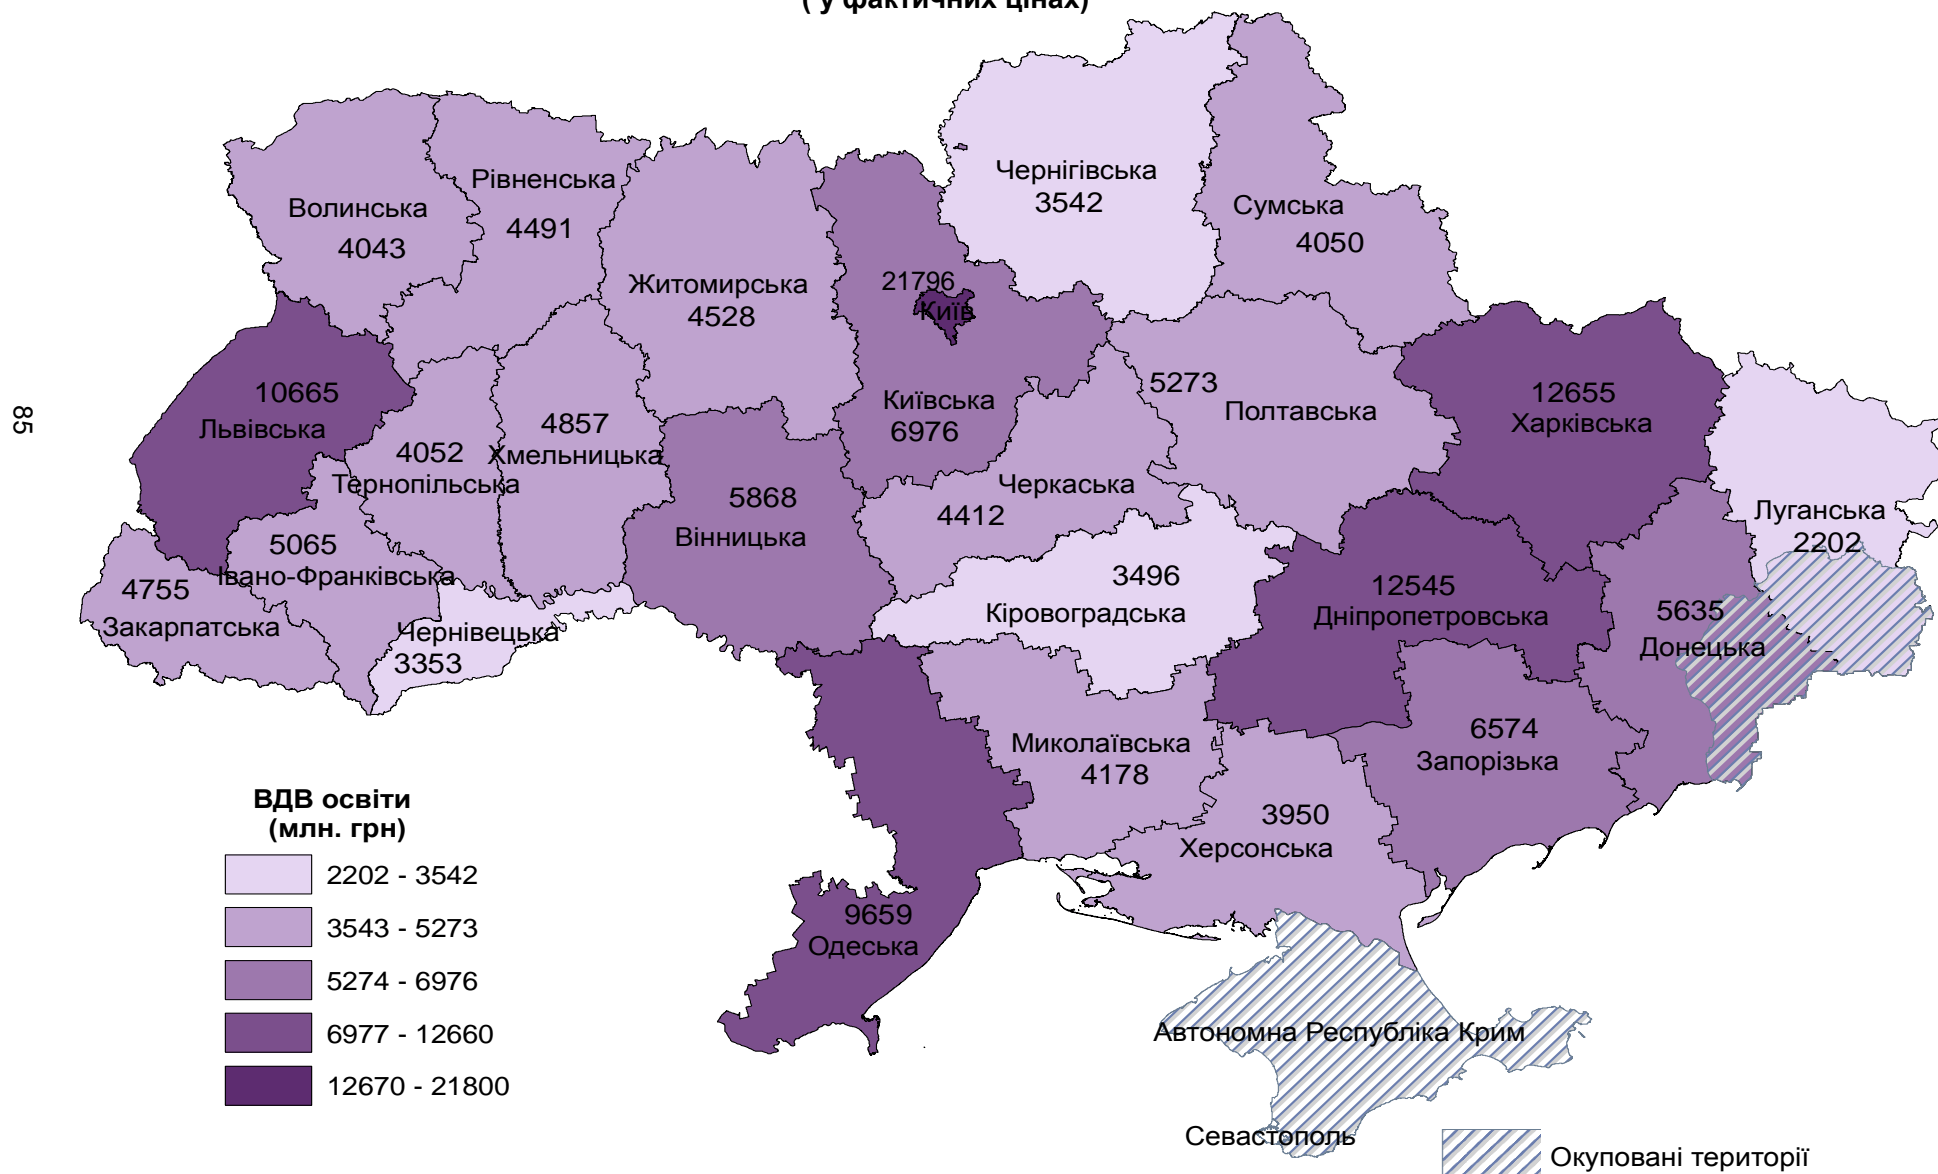 ( у фактичних цінах)
Чернігівська
3542
Рівненська
4491
Волинська
4043
Сумська
4050
Житомирська
4528
21796
Київ
10665
Львівська
4857
Хмельницька
4052
Тернопільська
Київська
6976
5273
Полтавська
12655
Харківська
5868
Вінницька
Черкаська
4412
Луганська
2202
5065
Івано-Франківська
4755
Закарпатська
Чернівецька
3353
3496
Кіровоградська
12545
Дніпропетровська
5635
Донецька
Миколаївська
4178
6574
Запорізька
3950
Херсонська
9659
Одеська
Автономна Республіка Крим
Севастополь
85
ВДВ освіти
(млн. грн)
2202 - 3542
3543 - 5273
5274 - 6976
6977 - 12660
12670 - 21800
Окуповані території